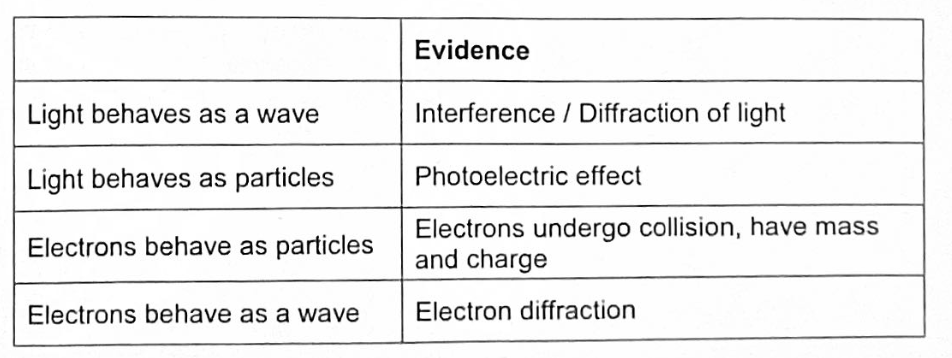 Evidence
Light behaves as a wave
Interference / Diffraction of light
Light behaves as particles
Photoelectric effect
Electrons behave as particles
Electrons undergo collision, have mass
and charge
Electrons behave as a wave
Electron diffraction